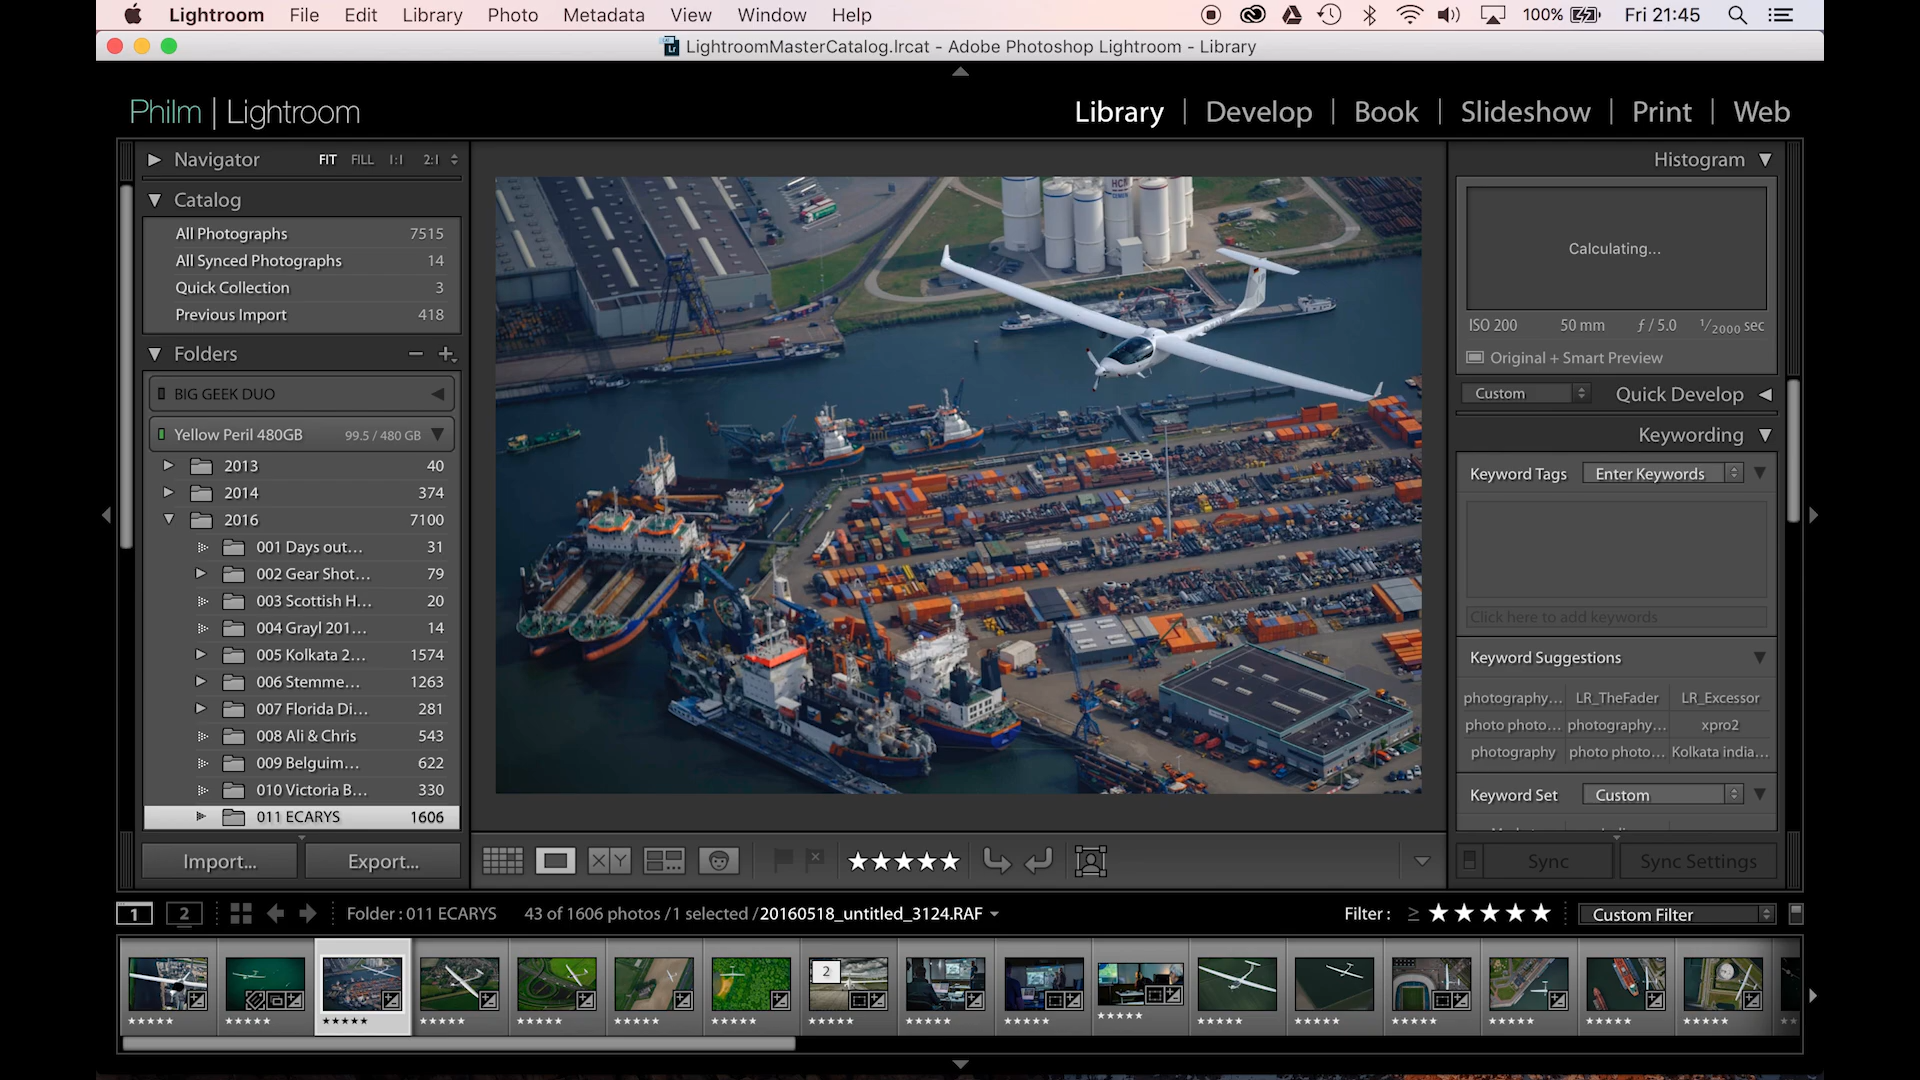 Lightroom File Edit Library Photo Metadata View Window Help 100% Fri 21:45
LightroomMasterCatalog.lrcat - Adobe Photoshop Lightroom - Library
Philm | Lightroom
Library | Develop | Book | Slideshow | Print | Web
Navigator FIT FILL 1:1 2:1
Catalog
All Photographs 7515
All Synced Photographs 14
Quick Collection 3
Previous Import 418
Folders
BIG GEEK DUO
Yellow Peril 480GB 99.5 / 480 GB
2013 40
2014 374
2016 7100
001 Days out... 31
002 Gear Shot... 79
003 Scottish H... 20
004 Grayl 201... 14
005 Kolkata 2... 1574
006 Stemme... 1263
007 Florida Di... 281
008 Ali & Chris 543
009 Belguim... 622
010 Victoria B... 330
011 ECARYS 1606
Import... Export...
Histogram
Calculating...
ISO 200 50 mm ƒ / 5.0 1/2000 sec
Original + Smart Preview
Custom Quick Develop
Keywording
Keyword Tags Enter Keywords
Click here to add keywords
Keyword Suggestions
photography... LR_TheFader LR_Excessor
photo photo... photography... xpro2
photography photo photo... Kolkata india...
Keyword Set Custom
Sync Sync Settings
X Y
1 2 Folder : 011 ECARYS 43 of 1606 photos / 1 selected / 20160518_untitled_3124.RAF Filter : ≥ ★★★★★ Custom Filter
2